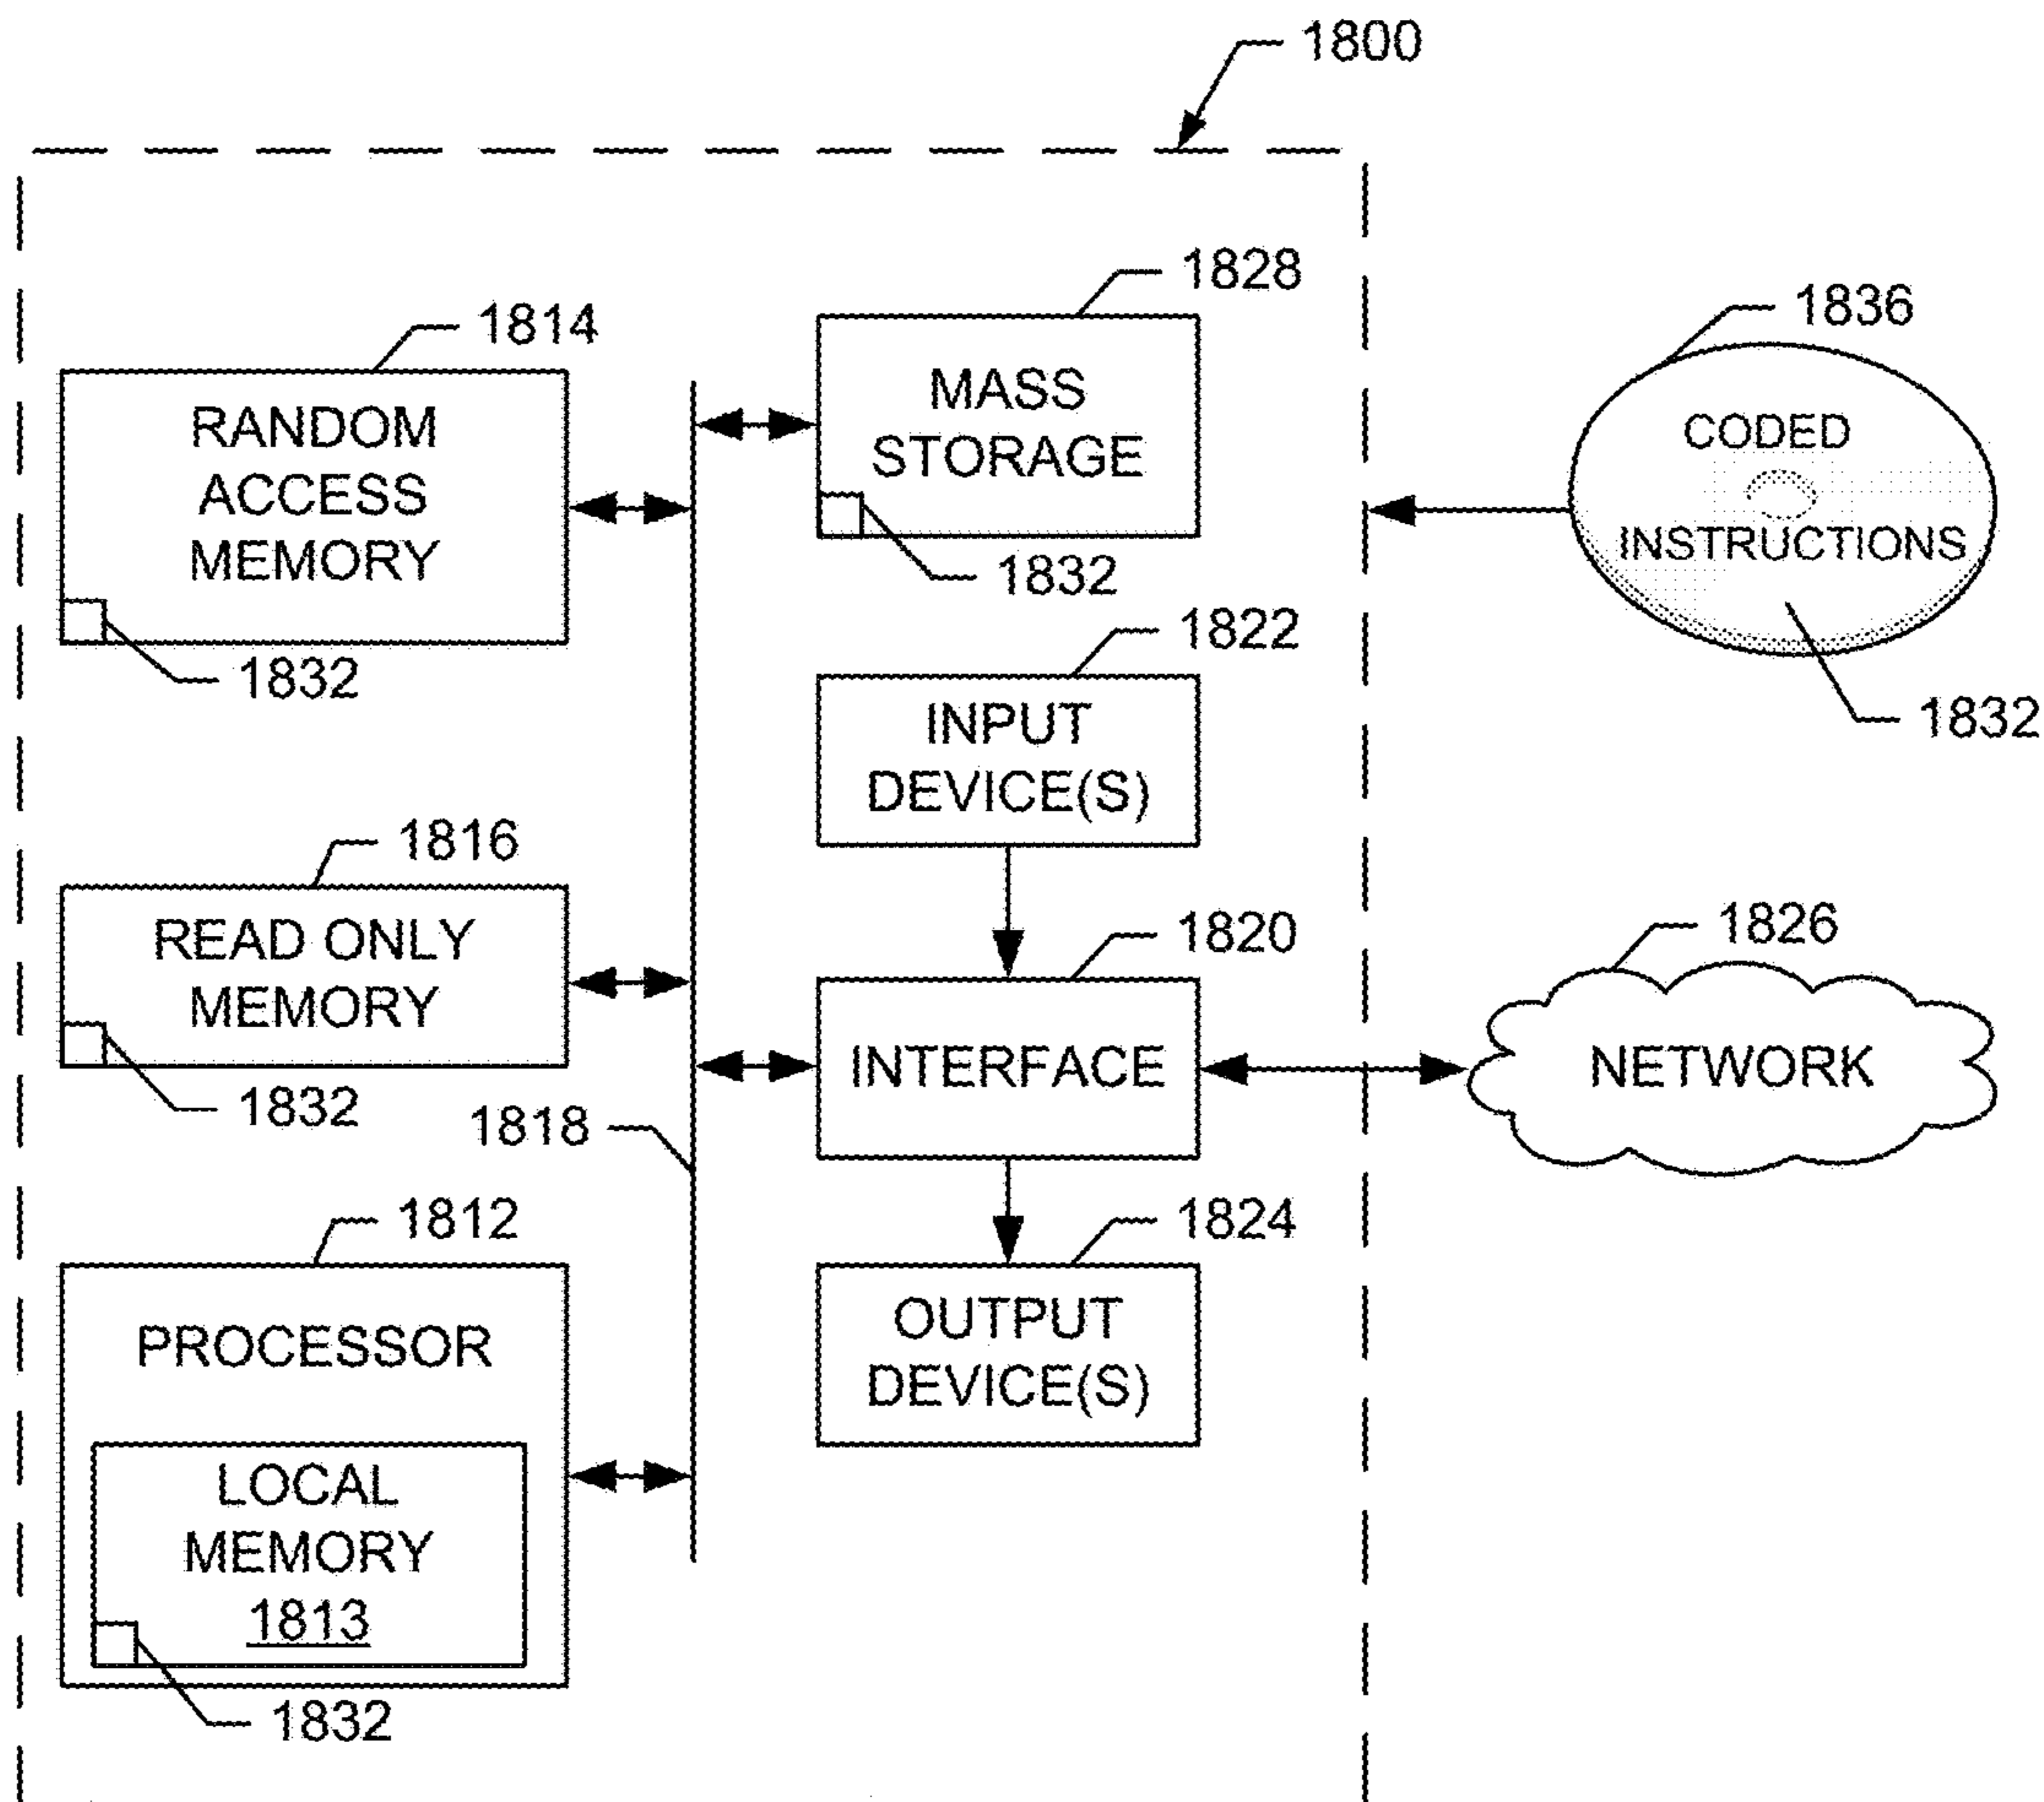 1800
1828
1814
1836
MASS
STORAGE
RANDOM
ACCESS
MEMORY
CODED
INSTRUCTIONS
1832
1832
1832
1822
INPUT
DEVICE(S)
1816
READ ONLY
MEMORY
1832
1820
INTERFACE
1826
NETWORK
1818
1812
PROCESSOR
LOCAL
MEMORY
1813
1832
1824
OUTPUT
DEVICE(S)